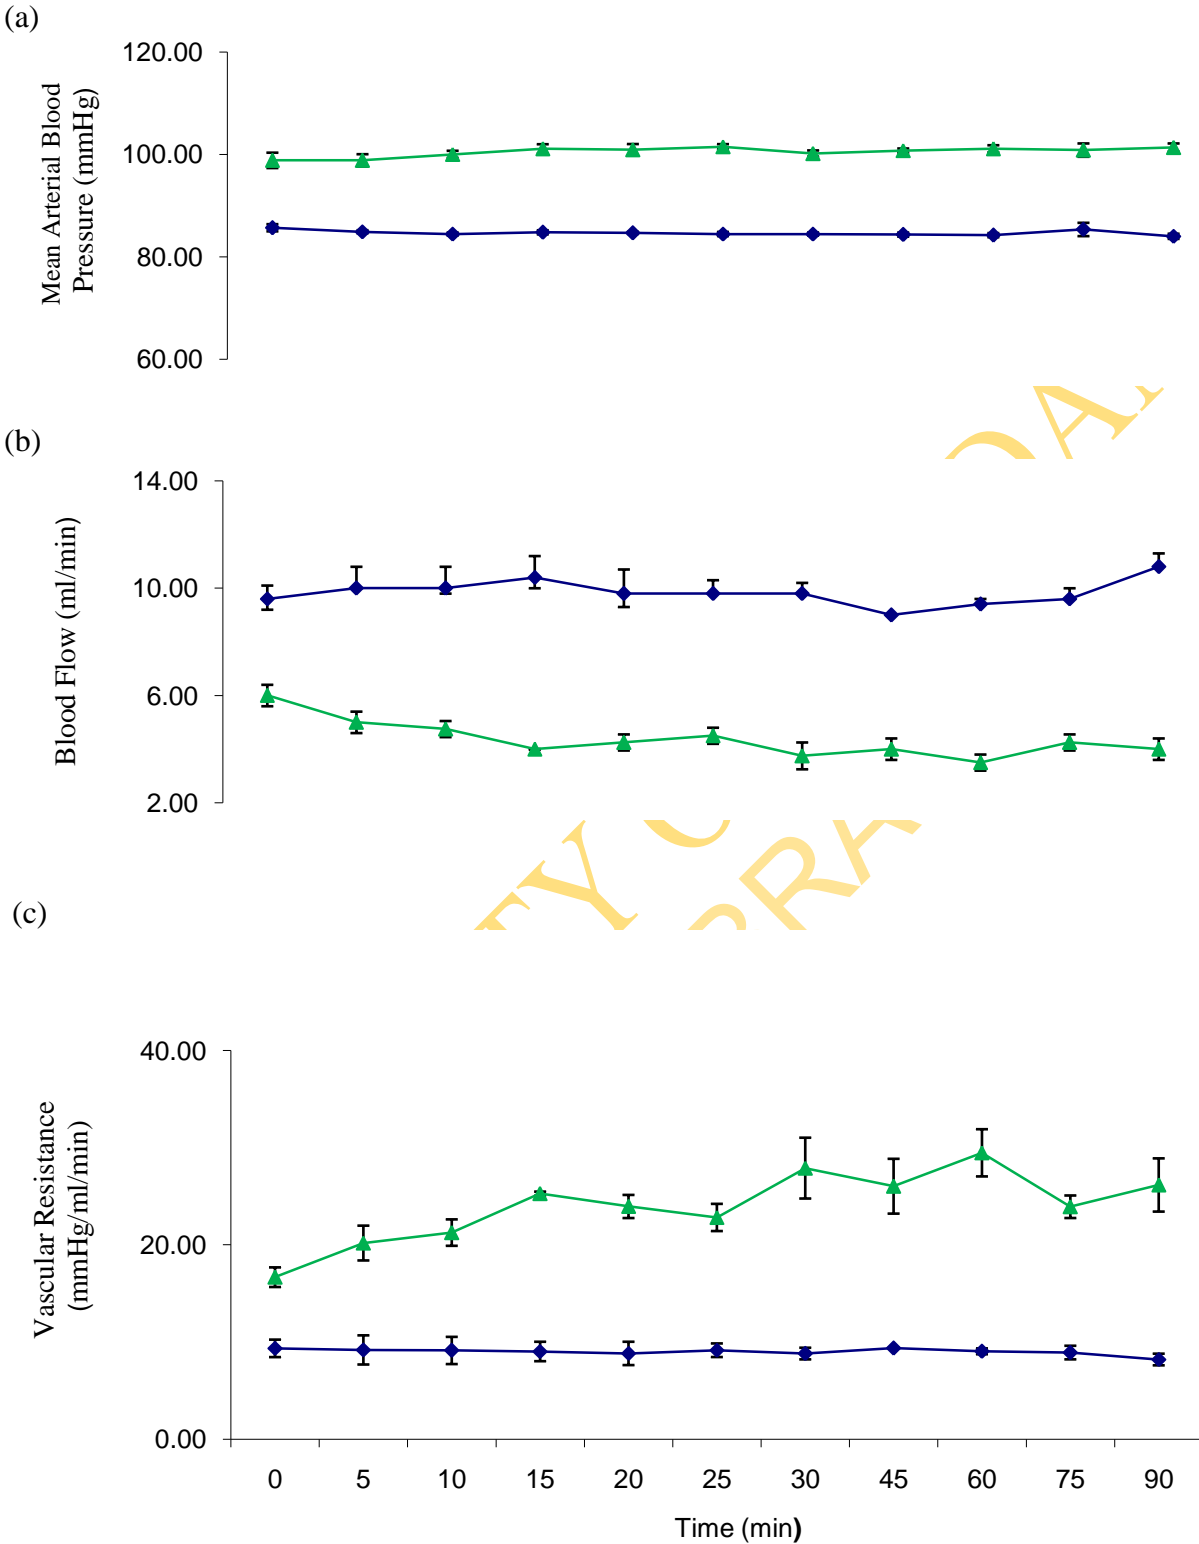 (a)
120.00
100.00
80.00
60.00
Mean Arterial Blood
Pressure (mmHg)
(b)
14.00
10.00
6.00
2.00
Blood Flow (ml/min)
(c)
40.00
20.00
0.00
Vascular Resistance
(mmHg/ml/min)
0 5 10 15 20 25 30 45 60 75 90
Time (min)